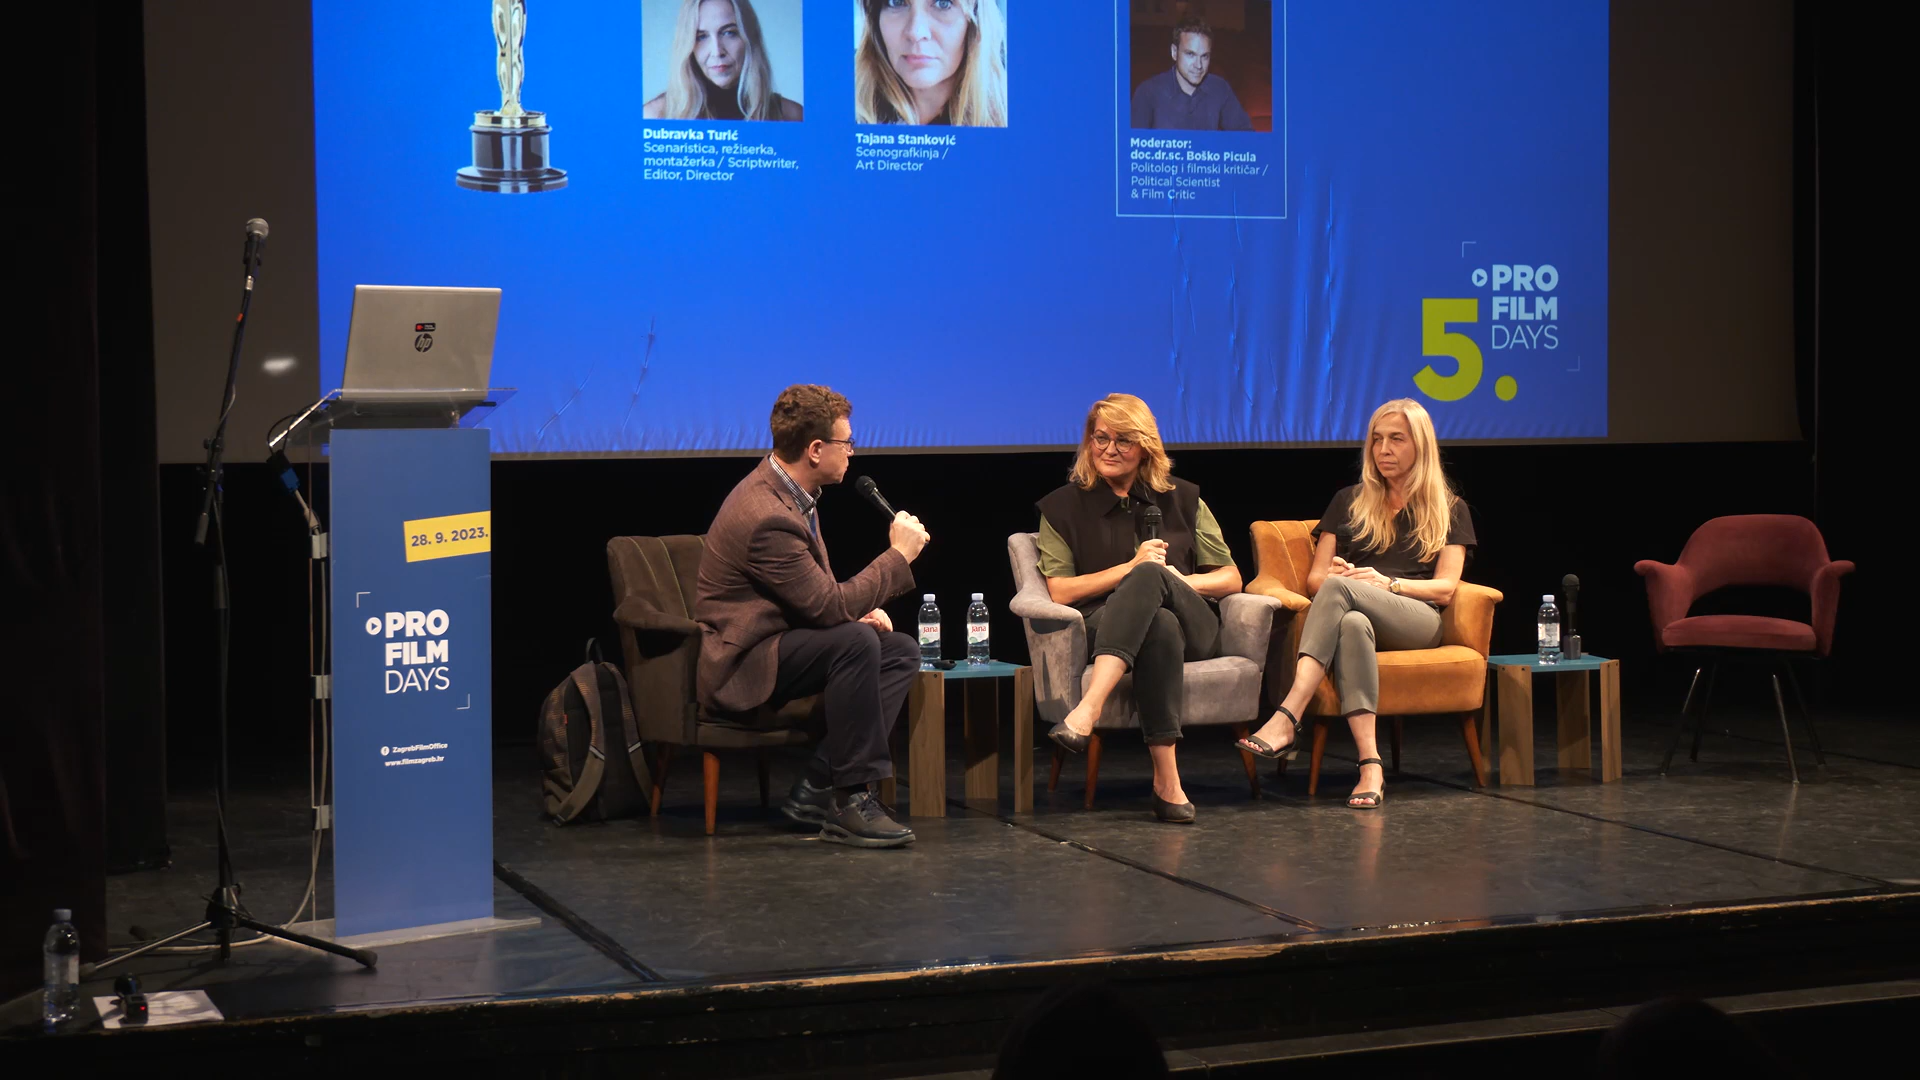 Dubravka Turić
Scenaristica, režiserka,
montažerka / Scriptwriter,
Editor, Director
Tajana Stanković
Scenografkinja /
Art Director
Moderator:
doc.dr.sc. Boško Picula
Politolog i filmski kritičar /
Political Scientist
& Film Critic
5.
PRO
FILM
DAYS
hp
28. 9. 2023.
PRO
FILM
DAYS
ZagrebFilmOffice
www.filmzagreb.hr
Jana
Jana